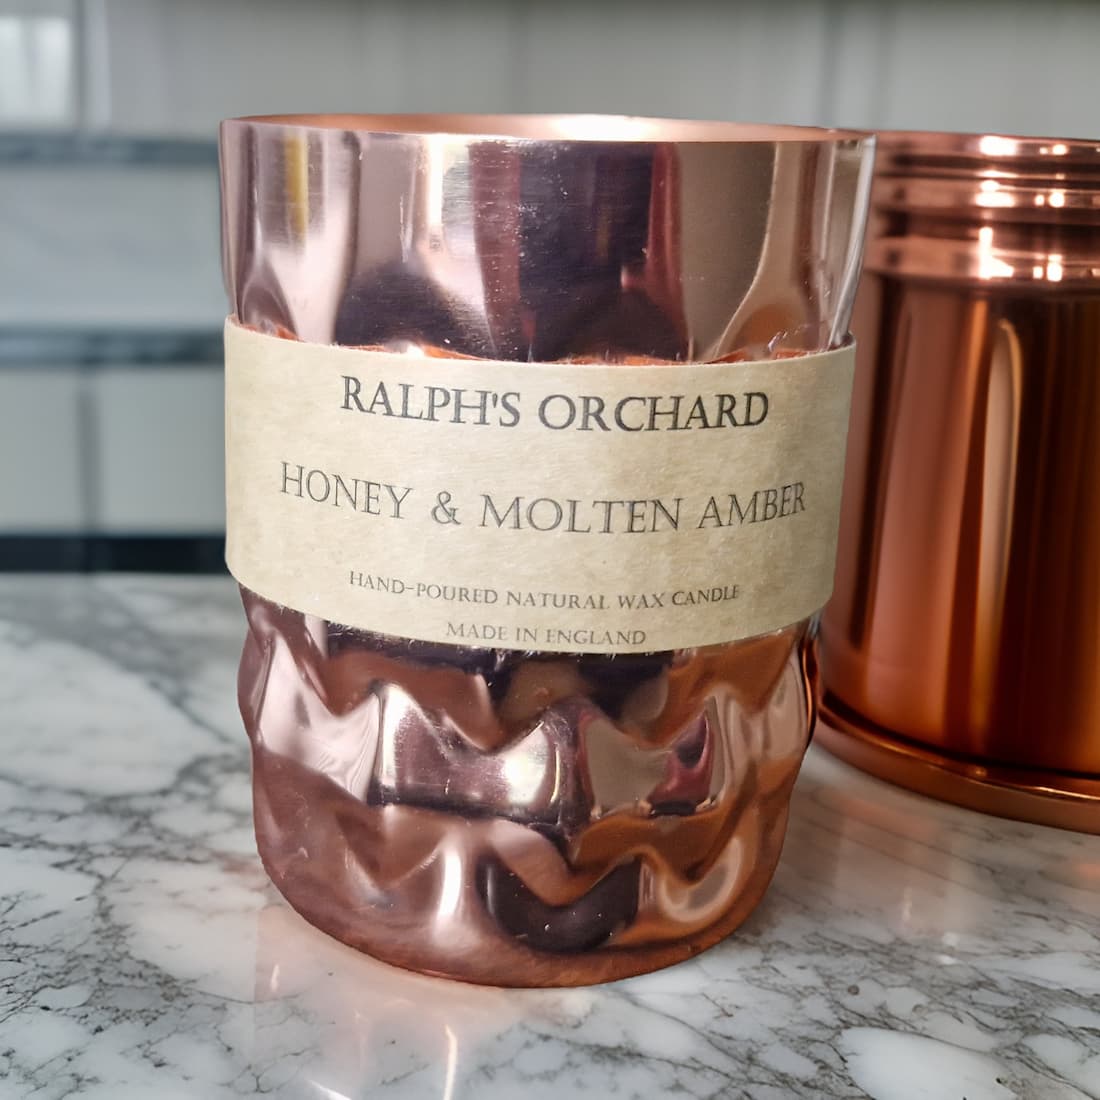 RALPH'S ORCHARD
HONEY & MOLTEN AMBER
HAND-POURED NATURAL WAX CANDLE
MADE IN ENGLAND